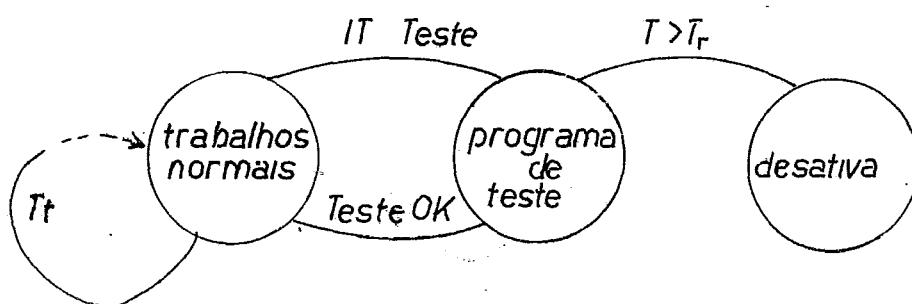 IT Teste
T > Tr
trabalhos
normais
programa
de
teste
desativa
Tt
Teste OK